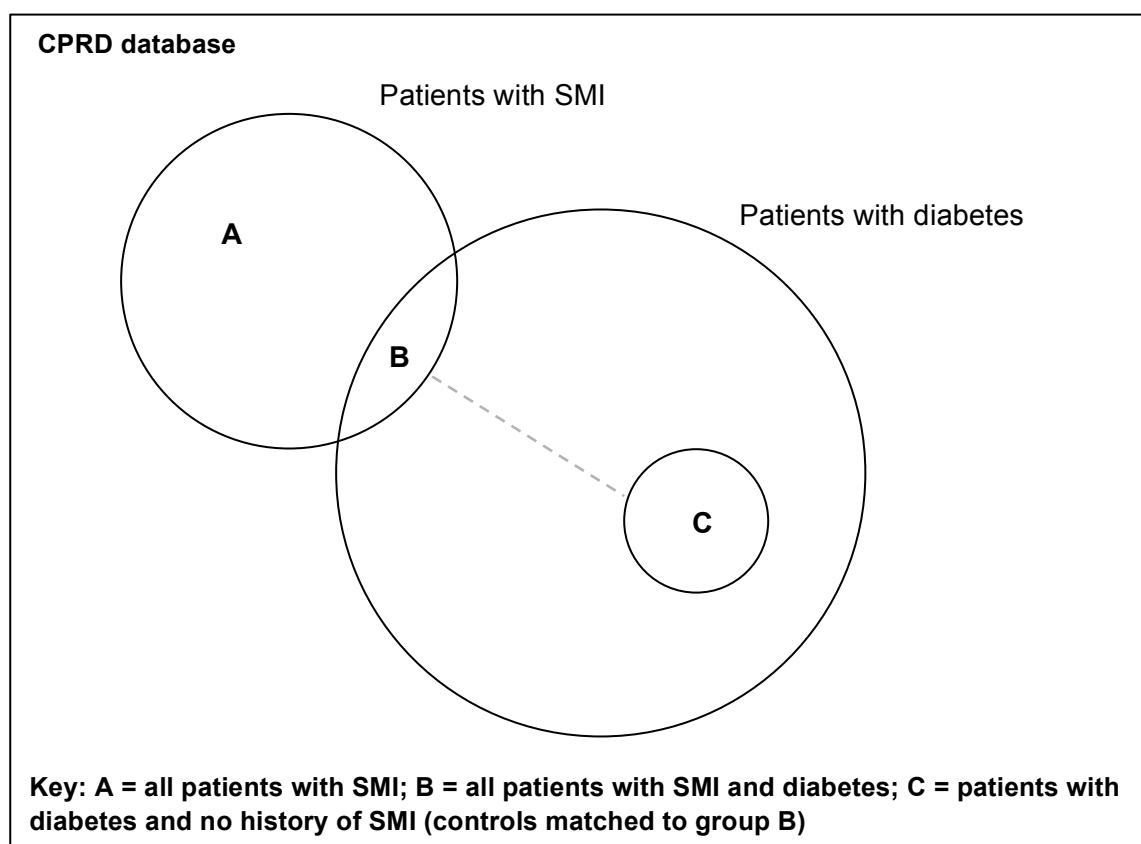 CPRD database
Patients with SMI
Patients with diabetes
A
B
C
Key: A = all patients with SMI; B = all patients with SMI and diabetes; C = patients with
diabetes and no history of SMI (controls matched to group B)